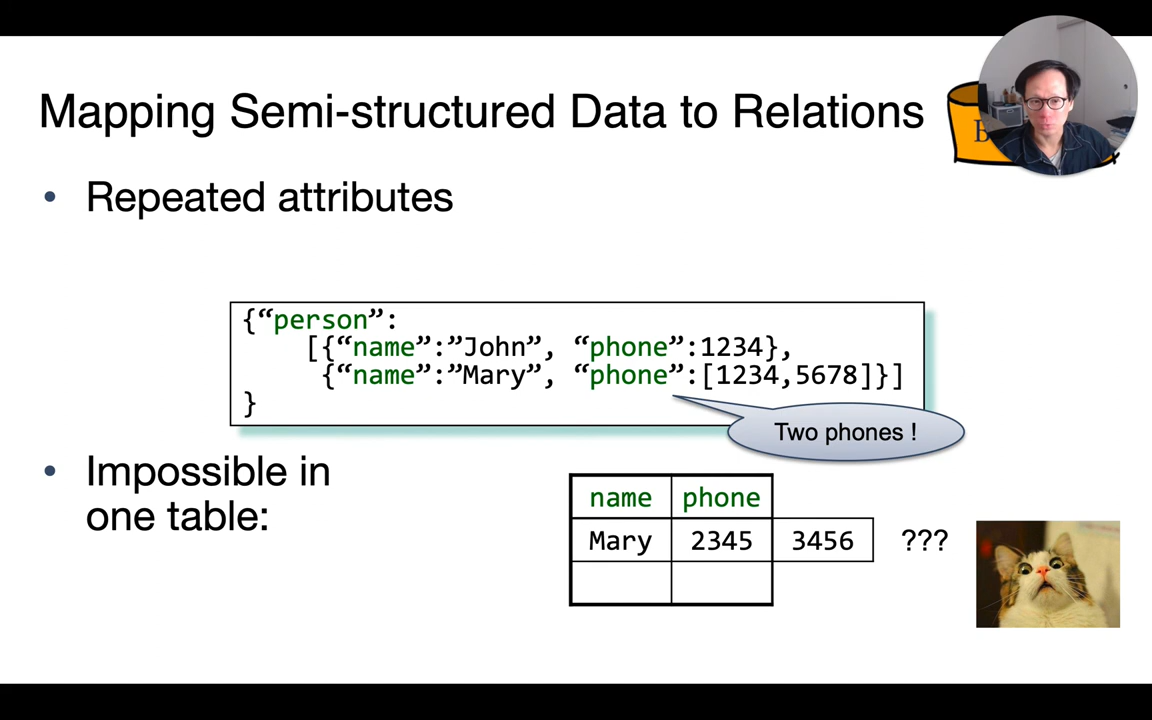 Mapping Semi-structured Data to Relations
• Repeated attributes
{“person”:
[{“name”:”John”, “phone”:1234},
{“name”:”Mary”, “phone”:[1234,5678]}]
}
Two phones !
• Impossible in
one table:
name phone
Mary 2345 3456 ???